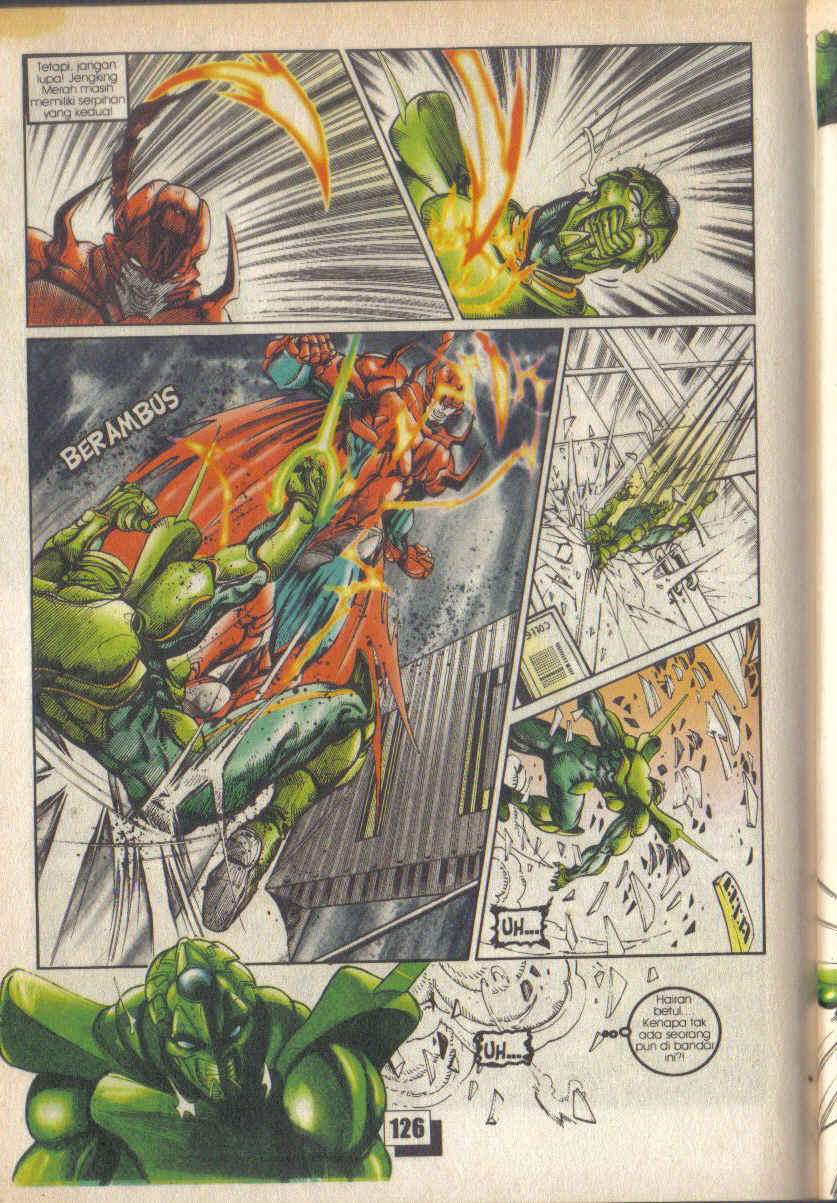 Tetapi, jangan
lupa! Jengking
Merah masih
memiliki serpihan
yang kedua!
BERAMBUS
COFFE
UH...
UH...
Hairan
betul...
Kenapa tak
ada seorang
pun di bandar
ini?!
126